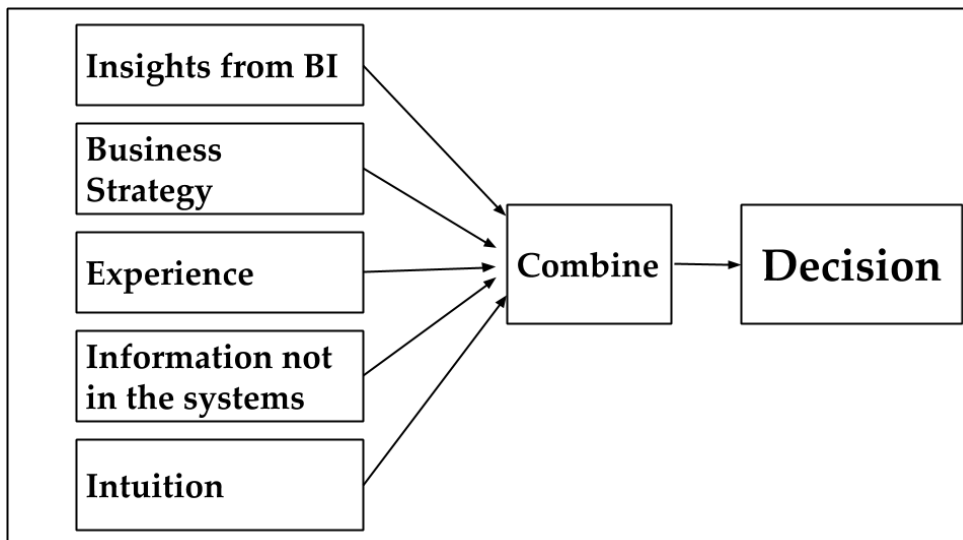 Insights from BI
Business
Strategy
Experience
Information not
in the systems
Intuition
Combine
Decision